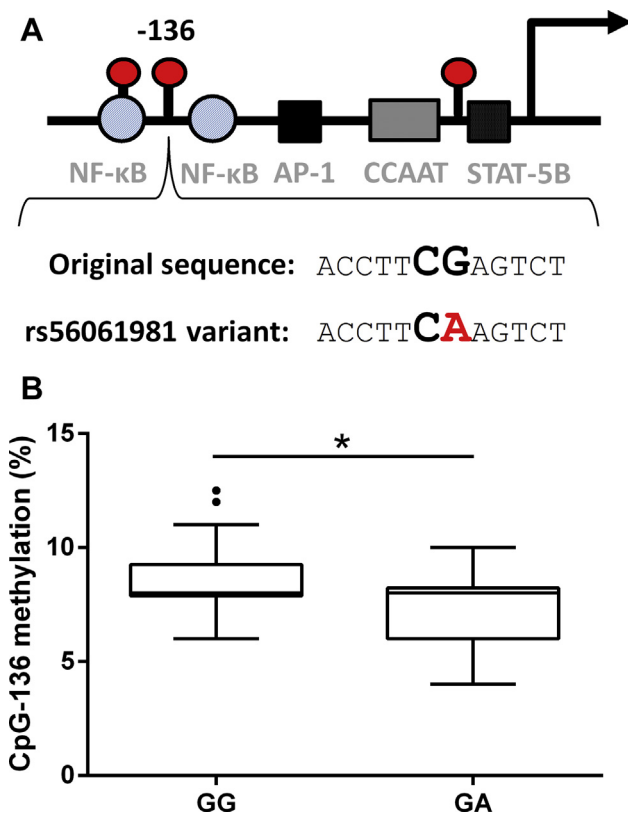 A
-136
NF-κB NF-κB AP-1 CCAAT STAT-5B
Original sequence: ACCTTCGAGTCT
rs56061981 variant: ACCTTCAAGTCT
B
CpG-136 methylation (%)
15
*
10
5
0
GG GA